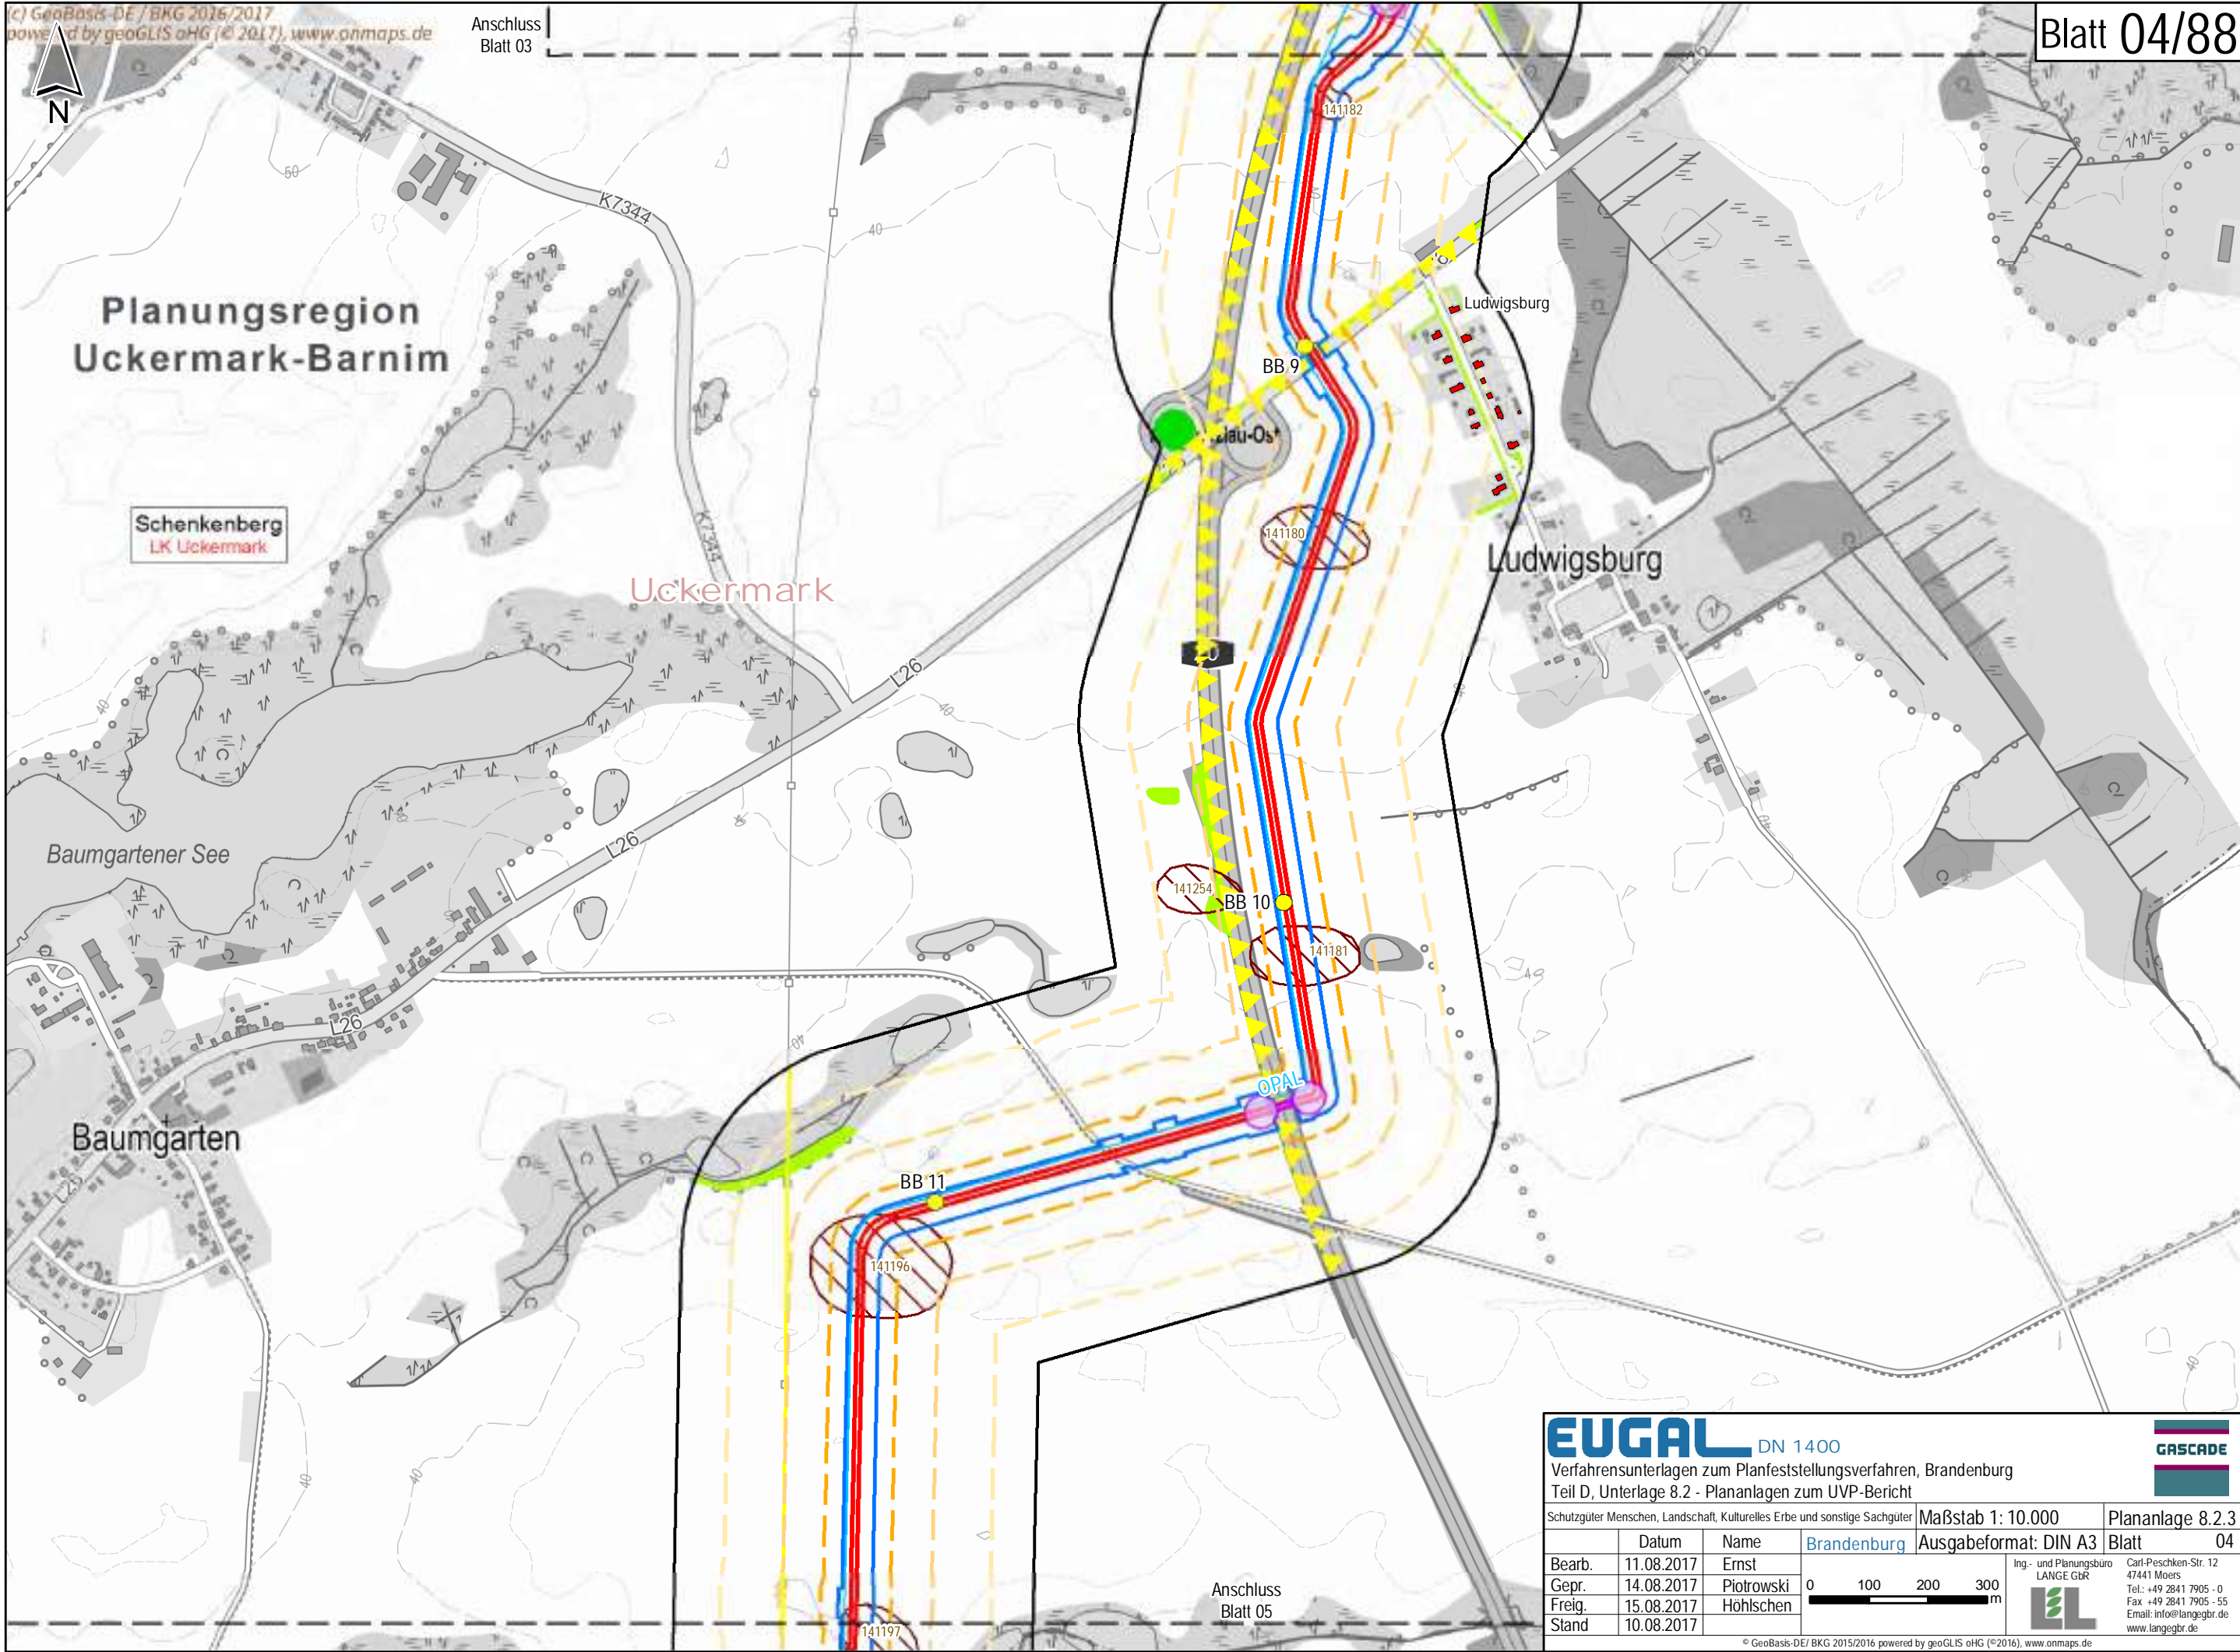 (c) GeoBasis-DE / BKG 2016/2017
powered by geoGLIS oHG (© 2017), www.onmaps.de
N
Anschluss
Blatt 03
Blatt 04/88
Planungsregion
Uckermark-Barnim
Schenkenberg
LK Uckermark
Uckermark
K7344
K7344
50
40
40
40
L26
L26
L26
L26
141182
BB 9
Ludwigsburg
141180
Ludwigsburg
20
141254
BB 10
141181
Baumgartener See
Baumgarten
OPAL
BB 11
141196
40
40
40
141197
Anschluss
Blatt 05
EUGAL DN 1400
GASCADE
Verfahrensunterlagen zum Planfeststellungsverfahren, Brandenburg
Teil D, Unterlage 8.2 - Plananlagen zum UVP-Bericht
Schutzgüter Menschen, Landschaft, Kulturelles Erbe und sonstige Sachgüter Maßstab 1: 10.000 Plananlage 8.2.3
Datum Name Brandenburg Ausgabeformat: DIN A3 Blatt 04
Bearb. 11.08.2017 Ernst
Gepr. 14.08.2017 Piotrowski
Freig. 15.08.2017 Höhlschen
Stand 10.08.2017
0 100 200 300
m
Ing.- und Planungsbüro
LANGE GbR
Carl-Peschken-Str. 12
47441 Moers
Tel.: +49 2841 7905 - 0
Fax +49 2841 7905 - 55
Email: info@langegbr.de
www.langegbr.de
© GeoBasis-DE/ BKG 2015/2016 powered by geoGLIS oHG (©2016), www.onmaps.de